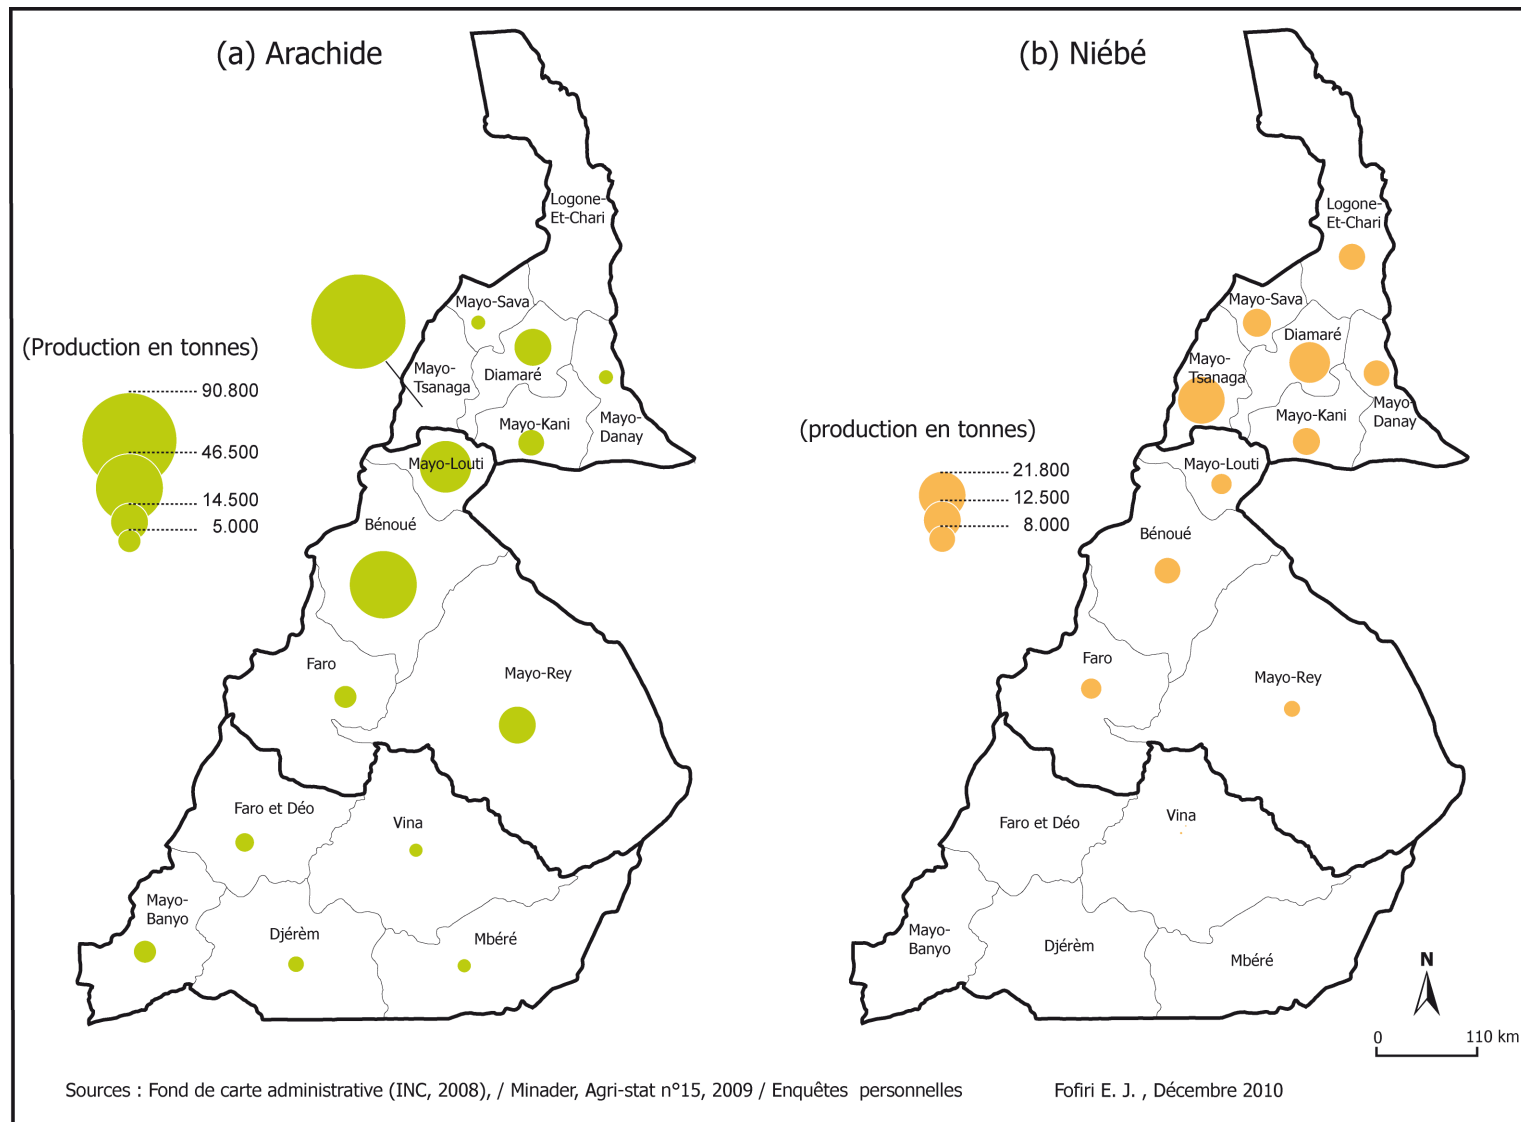 (a) Arachide
(b) Niébé
Logone-
Et-Chari
Mayo-Sava
Mayo-
Tsanaga
Diamaré
Mayo-Kani
Mayo-
Danay
Mayo-Louti
Bénoué
Faro
Mayo-Rey
Faro et Déo
Vina
Mayo-
Banyo
Djérèm
Mbéré
(Production en tonnes)
90.800
46.500
14.500
5.000
Logone-
Et-Chari
Mayo-Sava
Diamaré
Mayo-
Tsanaga
Mayo-Kani
Mayo-
Danay
Mayo-Louti
Bénoué
Faro
Mayo-Rey
Faro et Déo
Vina
Mayo-
Banyo
Djérèm
Mbéré
(production en tonnes)
21.800
12.500
8.000
N
0 110 km
Sources : Fond de carte administrative (INC, 2008), / Minader, Agri-stat n°15, 2009 / Enquêtes personnelles
Fofiri E. J. , Décembre 2010